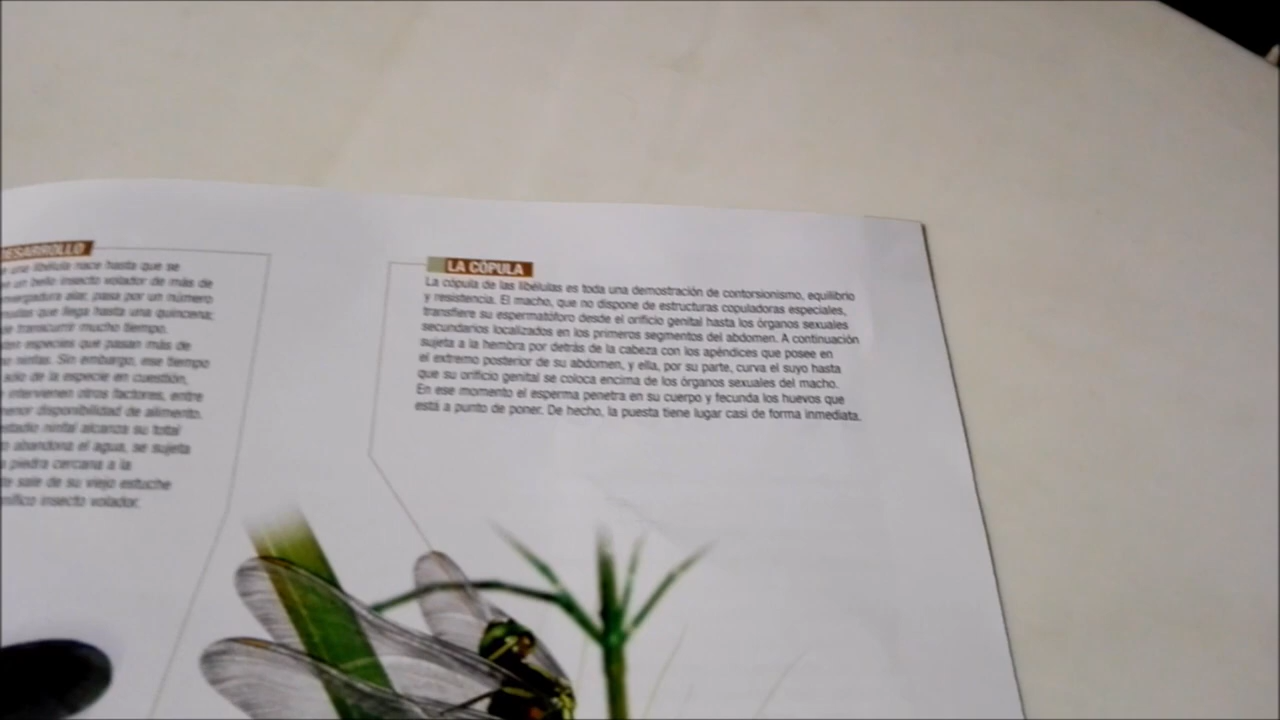 DESARROLLO
una libélula nace hasta que se
un bello insecto volador de más de
envergadura alar, pasa por un número
que llega hasta una quincena;
transcurrir mucho tiempo.
especies que pasan más de
ninfas. Sin embargo, ese tiempo
sólo de la especie en cuestión,
intervienen otros factores, entre
menor disponibilidad de alimento.
estadio ninfal alcanza su total
abandona el agua, se sujeta
piedra cercana a la
sale de su viejo estuche
insecto volador.
LA CÓPULA
La cópula de las libélulas es toda una demostración de contorsionismo, equilibrio
y resistencia. El macho, que no dispone de estructuras copuladoras especiales,
transfiere su espermatóforo desde el orificio genital hasta los órganos sexuales
secundarios localizados en los primeros segmentos del abdomen. A continuación
sujeta a la hembra por detrás de la cabeza con los apéndices que posee en
el extremo posterior de su abdomen, y ella, por su parte, curva el suyo hasta
que su orificio genital se coloca encima de los órganos sexuales del macho.
En ese momento el esperma penetra en su cuerpo y fecunda los huevos que
está a punto de poner. De hecho, la puesta tiene lugar casi de forma inmediata.